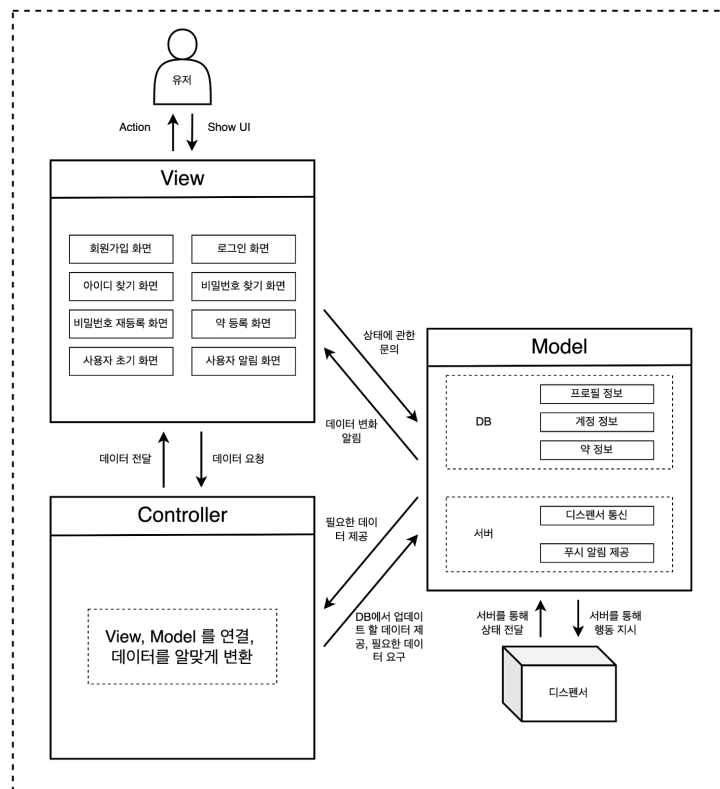 유저
Action
Show UI
View
회원가입 화면
로그인 화면
아이디 찾기 화면
비밀번호 찾기 화면
비밀번호 재등록 화면
약 등록 화면
사용자 초기 화면
사용자 알림 화면
상태에 관한
문의
데이터 변화
알림
Model
DB
프로필 정보
계정 정보
약 정보
서버
디스펜서 통신
푸시 알림 제공
데이터 전달
데이터 요청
Controller
View, Model 를 연결,
데이터를 알맞게 변환
필요한 데이
터 제공
DB에서 업데이
트 할 데이터 제
공, 필요한 데이
터 요구
서버를 통해
상태 전달
서버를 통해
행동 지시
디스펜서